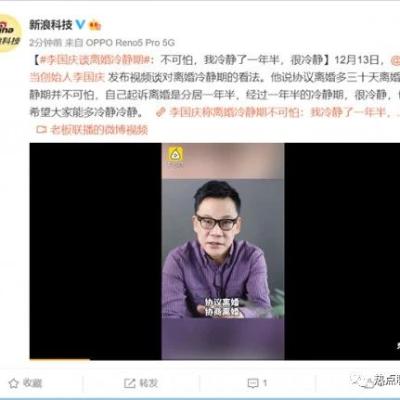 新浪科技
2分钟前 来自 OPPO Reno5 Pro 5G
【#李国庆谈离婚冷静期#：不可怕，我冷静了一年半，很冷静】12月13日，@
当创始人李国庆 发布视频谈对离婚冷静期的看法。他说协议离婚多三十天离婚
静期并不可怕，自己起诉离婚是分居一年半，经过一年半的冷静期，很冷静，
希望大家能多冷静冷静。 李国庆称离婚冷静期不可怕：我冷静了一年半，..
老板联播的微博视频
协议离婚
协商离婚
收藏
转发
1